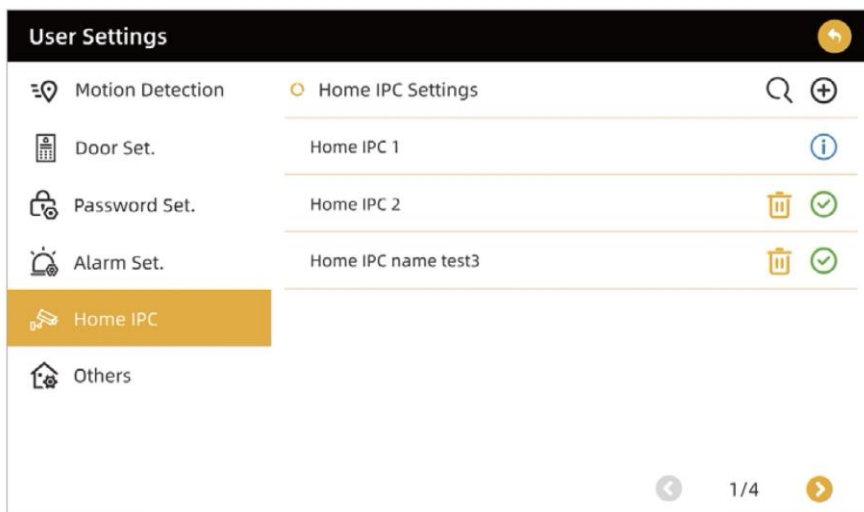 User Settings
Motion Detection
Door Set.
Password Set.
Alarm Set.
Home IPC
Others
Home IPC Settings
Home IPC 1
Home IPC 2
Home IPC name test3
1/4